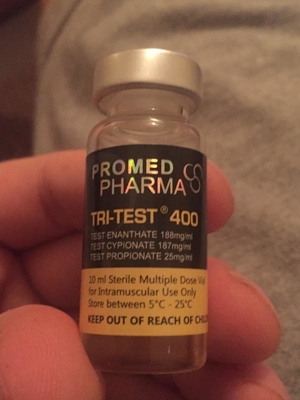 PROMED
PHARMA
TRI-TEST® 400
TEST ENANTHATE 188mg/ml
TEST CYPIONATE 187mg/ml
TEST PROPIONATE 25mg/ml
10 ml Sterile Multiple Dose Vial
for Intramuscular Use Only
Store between 5°C - 25°C
KEEP OUT OF REACH OF